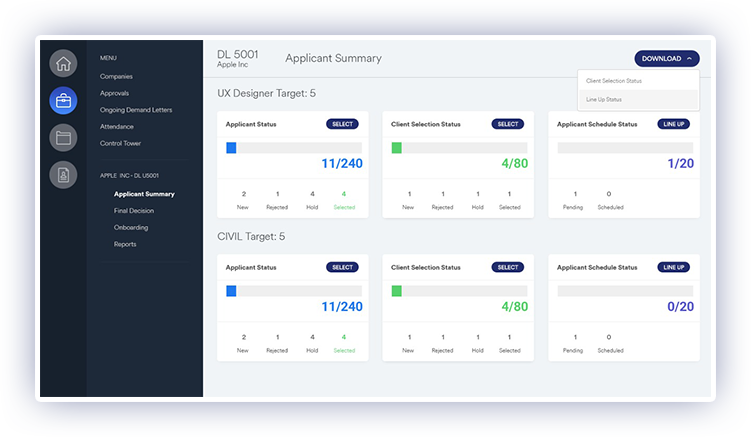 MENU
Companies
Approvals
Ongoing Demand Letters
Attendance
Control Tower
APPLE INC - DL U5001
Applicant Summary
Final Decision
Onboarding
Reports
DL 5001
Apple Inc
Applicant Summary
DOWNLOAD
Client Selection Status
Line Up Status
UX Designer Target: 5
Applicant Status SELECT
11/240
2 1 4 4
New Rejected Hold Selected
Client Selection Status SELECT
4/80
1 1 1 1
New Rejected Hold Selected
Applicant Schedule Status LINE UP
1/20
1 0
Pending Scheduled
CIVIL Target: 5
Applicant Status SELECT
11/240
2 1 4 4
New Rejected Hold Selected
Client Selection Status SELECT
4/80
1 1 1 1
New Rejected Hold Selected
Applicant Schedule Status LINE UP
0/20
1 0
Pending Scheduled